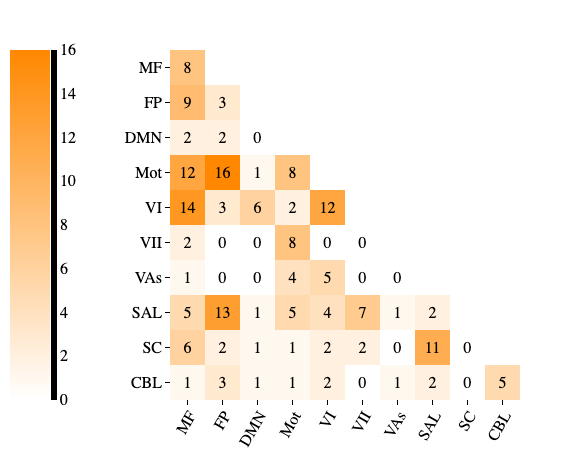 16
14
12
10
8
6
4
2
0
MF 8
FP 9 3
DMN 2 2 0
Mot 12 16 1 8
VI 14 3 6 2 12
VII 2 0 0 8 0 0
VAs 1 0 0 4 5 0 0
SAL 5 13 1 5 4 7 1 2
SC 6 2 1 1 2 2 0 11 0
CBL 1 3 1 1 2 0 1 2 0 5
MF FP DMN Mot VI VII VAs SAL SC CBL